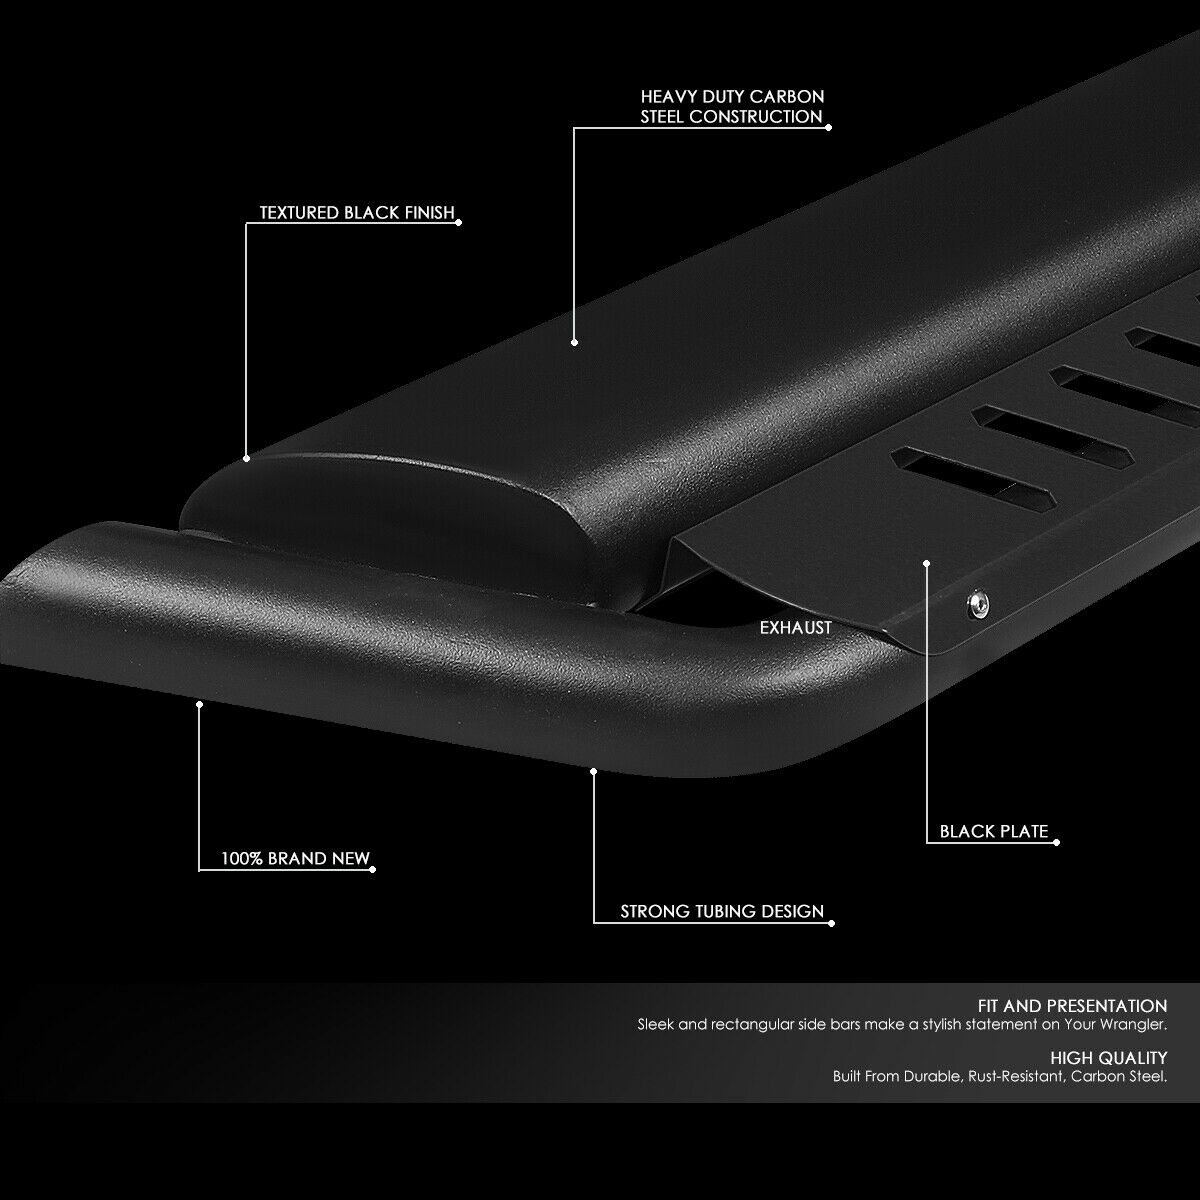 HEAVY DUTY CARBON
STEEL CONSTRUCTION
TEXTURED BLACK FINISH
EXHAUST
BLACK PLATE
100% BRAND NEW
STRONG TUBING DESIGN
FIT AND PRESENTATION
Sleek and rectangular side bars make a stylish statement on Your Wrangler.
HIGH QUALITY
Built From Durable, Rust-Resistant, Carbon Steel.